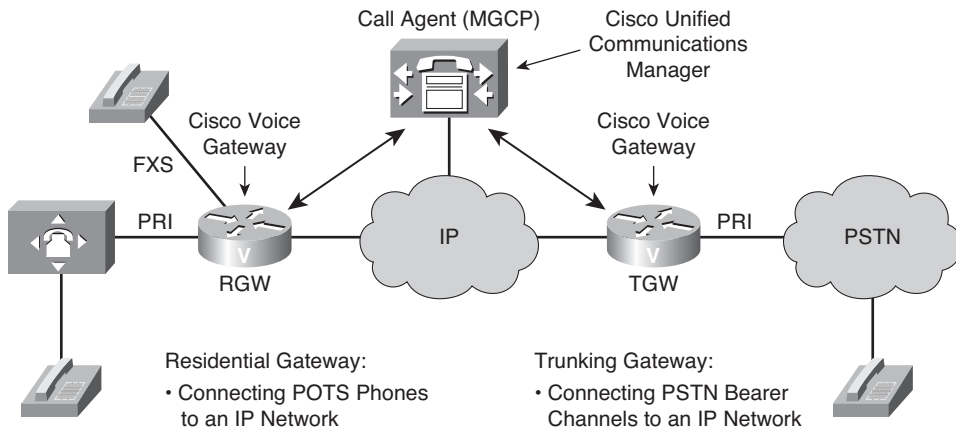 Call Agent (MGCP)
Cisco Unified
Communications
Manager
Cisco Voice
Gateway
Cisco Voice
Gateway
FXS
PRI
V
RGW
IP
V
TGW
PRI
PSTN
Residential Gateway:
• Connecting POTS Phones
to an IP Network
Trunking Gateway:
• Connecting PSTN Bearer
Channels to an IP Network